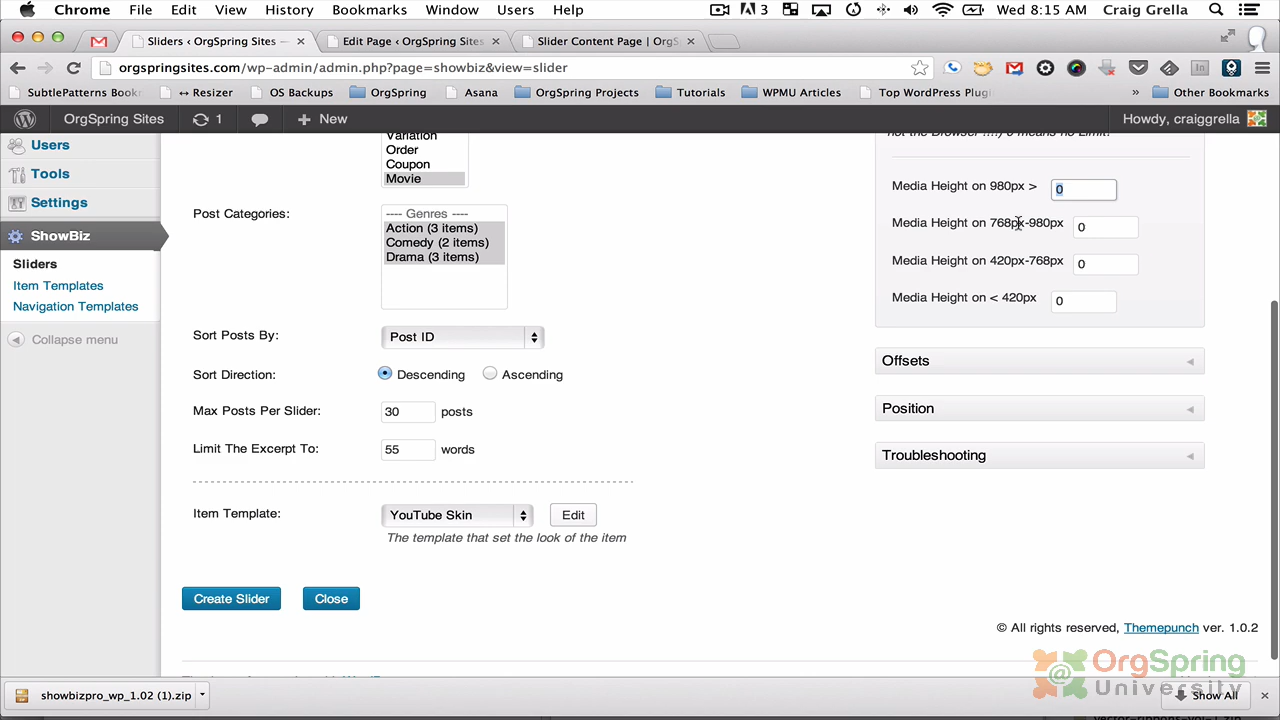 Chrome File Edit View History Bookmarks Window Users Help 3 Wed 8:15 AM Craig Grella
Sliders < OrgSpring Sites × Edit Page < OrgSpring Sites × Slider Content Page | OrgS ×
orgspringsites.com/wp-admin/admin.php?page=showbiz&view=slider
SubtlePatterns Book ↔ Resizer OS Backups OrgSpring Asana OrgSpring Projects Tutorials WPMU Articles Top WordPress Plugi » Other Bookmarks
OrgSpring Sites 1 + New Howdy, craiggrella
Users
Tools
Settings
ShowBiz
Sliders
Item Templates
Navigation Templates
Collapse menu
Variation
Order
Coupon
Movie
Post Categories:
---- Genres ----
Action (3 items)
Comedy (2 items)
Drama (3 items)
Sort Posts By: Post ID
Sort Direction: Descending Ascending
Max Posts Per Slider: 30 posts
Limit The Excerpt To: 55 words
Item Template: YouTube Skin Edit
The template that set the look of the item
Create Slider Close
not the Browser !!!!) 0 means no Limit!
Media Height on 980px > 0
Media Height on 768px-980px 0
Media Height on 420px-768px 0
Media Height on < 420px 0
Offsets
Position
Troubleshooting
© All rights reserved, Themepunch ver. 1.0.2
OrgSpring
University
showbizpro_wp_1.02 (1).zip Show All ×